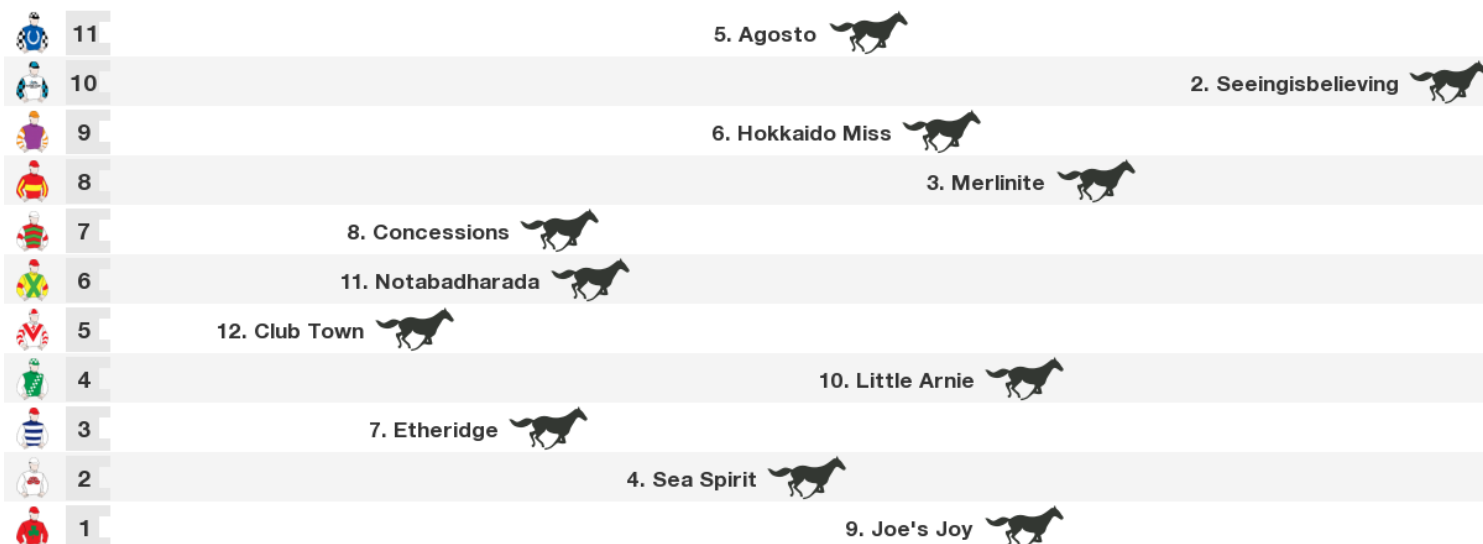 11 5. Agosto
10 2. Seeingisbelieving
9 6. Hokkaido Miss
8 3. Merlinite
7 8. Concessions
6 11. Notabadharada
5 12. Club Town
4 10. Little Arnie
3 7. Etheridge
2 4. Sea Spirit
1 9. Joe's Joy